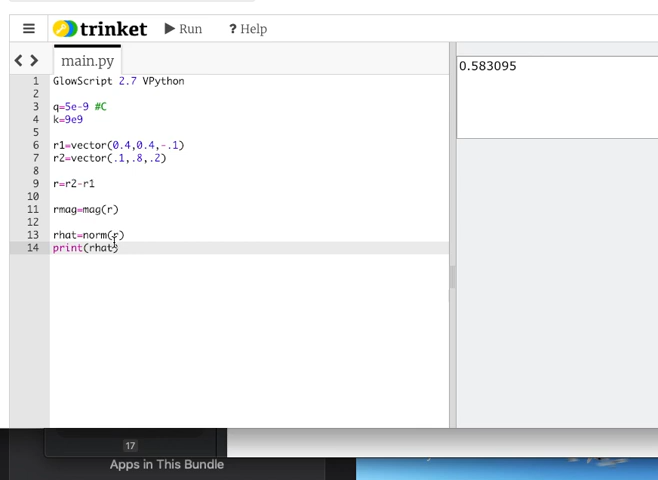 trinket
Run
? Help
main.py
1 GlowScript 2.7 VPython
2
3 q=5e-9 #C
4 k=9e9
5
6 r1=vector(0.4,0.4,-.1)
7 r2=vector(.1,.8,.2)
8
9 r=r2-r1
10
11 rmag=mag(r)
12
13 rhat=norm(r)
14 print(rhat)
0.583095
17
Apps in This Bundle